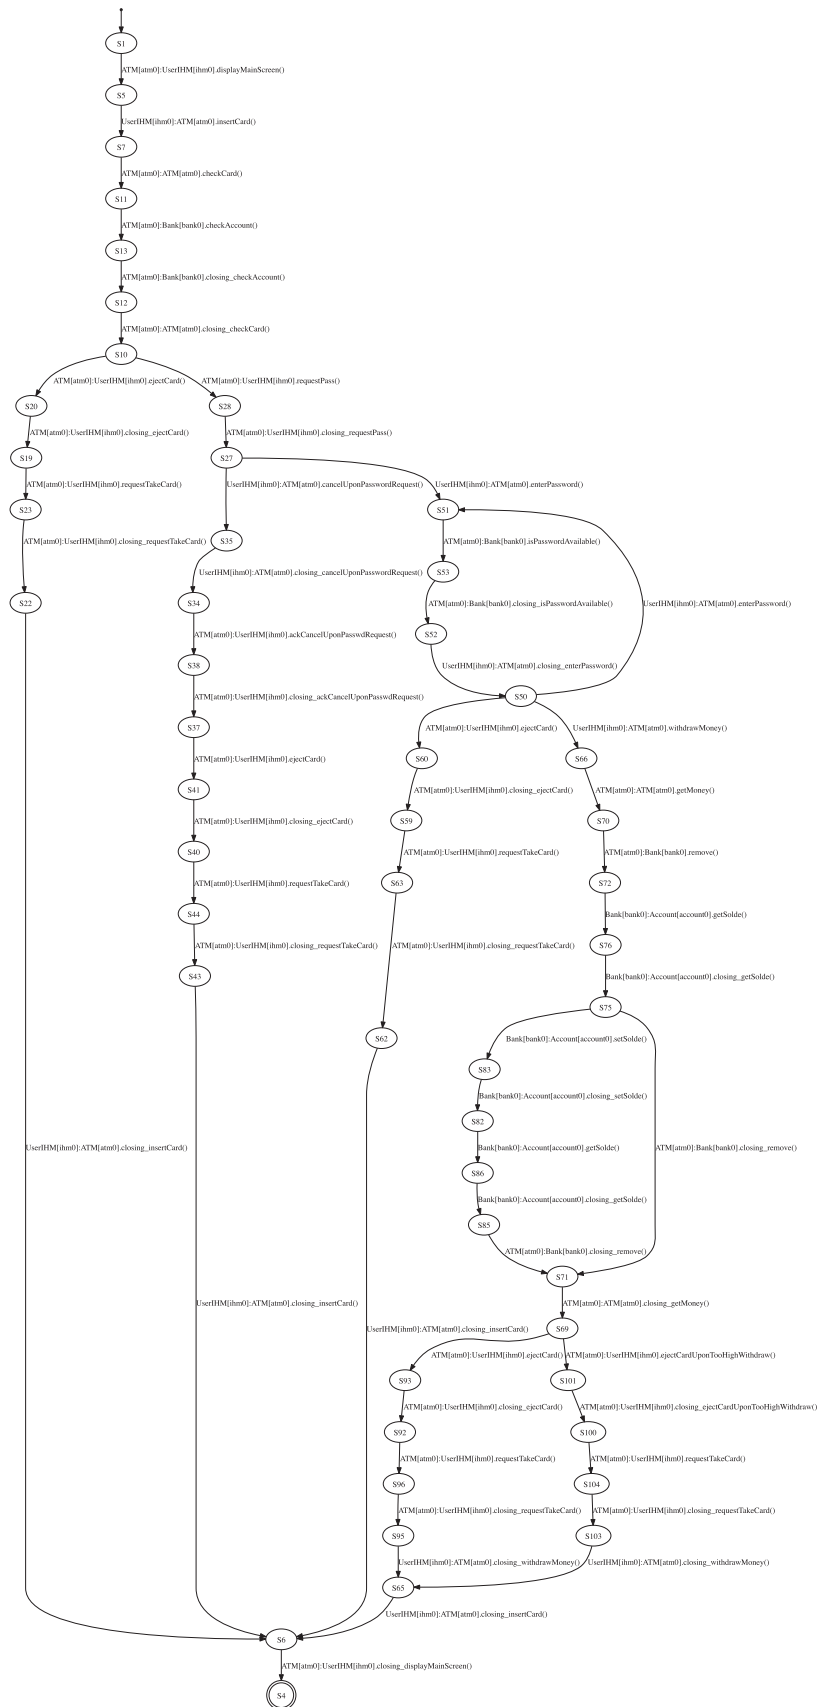 S1
ATM[atm0]:UserIHM[ihm0].displayMainScreen()
S5
UserIHM[ihm0]:ATM[atm0].insertCard()
S7
ATM[atm0]:ATM[atm0].checkCard()
S11
ATM[atm0]:Bank[bank0].checkAccount()
S13
ATM[atm0]:Bank[bank0].closing_checkAccount()
S12
ATM[atm0]:ATM[atm0].closing_checkCard()
S10
ATM[atm0]:UserIHM[ihm0].ejectCard()
ATM[atm0]:UserIHM[ihm0].requestPass()
S20
S28
ATM[atm0]:UserIHM[ihm0].closing_ejectCard()
ATM[atm0]:UserIHM[ihm0].closing_requestPass()
S19
S27
ATM[atm0]:UserIHM[ihm0].requestTakeCard()
UserIHM[ihm0]:ATM[atm0].cancelUponPasswordRequest()
UserIHM[ihm0]:ATM[atm0].enterPassword()
S23
S51
ATM[atm0]:UserIHM[ihm0].closing_requestTakeCard()
S35
ATM[atm0]:Bank[bank0].isPasswordAvailable()
UserIHM[ihm0]:ATM[atm0].closing_cancelUponPasswordRequest()
S53
S22
S34
ATM[atm0]:Bank[bank0].closing_isPasswordAvailable()
UserIHM[ihm0]:ATM[atm0].enterPassword()
ATM[atm0]:UserIHM[ihm0].ackCancelUponPasswdRequest()
S52
S38
UserIHM[ihm0]:ATM[atm0].closing_enterPassword()
ATM[atm0]:UserIHM[ihm0].closing_ackCancelUponPasswdRequest()
S50
S37
ATM[atm0]:UserIHM[ihm0].ejectCard()
UserIHM[ihm0]:ATM[atm0].withdrawMoney()
ATM[atm0]:UserIHM[ihm0].ejectCard()
S60
S66
S41
ATM[atm0]:UserIHM[ihm0].closing_ejectCard()
ATM[atm0]:ATM[atm0].getMoney()
ATM[atm0]:UserIHM[ihm0].closing_ejectCard()
S59
S70
S40
ATM[atm0]:UserIHM[ihm0].requestTakeCard()
ATM[atm0]:Bank[bank0].remove()
ATM[atm0]:UserIHM[ihm0].requestTakeCard()
S63
S72
S44
Bank[bank0]:Account[account0].getSolde()
ATM[atm0]:UserIHM[ihm0].closing_requestTakeCard()
ATM[atm0]:UserIHM[ihm0].closing_requestTakeCard()
S76
S43
Bank[bank0]:Account[account0].closing_getSolde()
S75
S62
Bank[bank0]:Account[account0].setSolde()
S83
Bank[bank0]:Account[account0].closing_setSolde()
S82
UserIHM[ihm0]:ATM[atm0].closing_insertCard()
Bank[bank0]:Account[account0].getSolde()
ATM[atm0]:Bank[bank0].closing_remove()
S86
Bank[bank0]:Account[account0].closing_getSolde()
S85
ATM[atm0]:Bank[bank0].closing_remove()
S71
UserIHM[ihm0]:ATM[atm0].closing_insertCard()
ATM[atm0]:ATM[atm0].closing_getMoney()
UserIHM[ihm0]:ATM[atm0].closing_insertCard()
S69
ATM[atm0]:UserIHM[ihm0].ejectCard()
ATM[atm0]:UserIHM[ihm0].ejectCardUponTooHighWithdraw()
S93
S101
ATM[atm0]:UserIHM[ihm0].closing_ejectCard()
ATM[atm0]:UserIHM[ihm0].closing_ejectCardUponTooHighWithdraw()
S92
S100
ATM[atm0]:UserIHM[ihm0].requestTakeCard()
ATM[atm0]:UserIHM[ihm0].requestTakeCard()
S96
S104
ATM[atm0]:UserIHM[ihm0].closing_requestTakeCard()
ATM[atm0]:UserIHM[ihm0].closing_requestTakeCard()
S95
S103
UserIHM[ihm0]:ATM[atm0].closing_withdrawMoney()
UserIHM[ihm0]:ATM[atm0].closing_withdrawMoney()
S65
UserIHM[ihm0]:ATM[atm0].closing_insertCard()
S6
ATM[atm0]:UserIHM[ihm0].closing_displayMainScreen()
S4